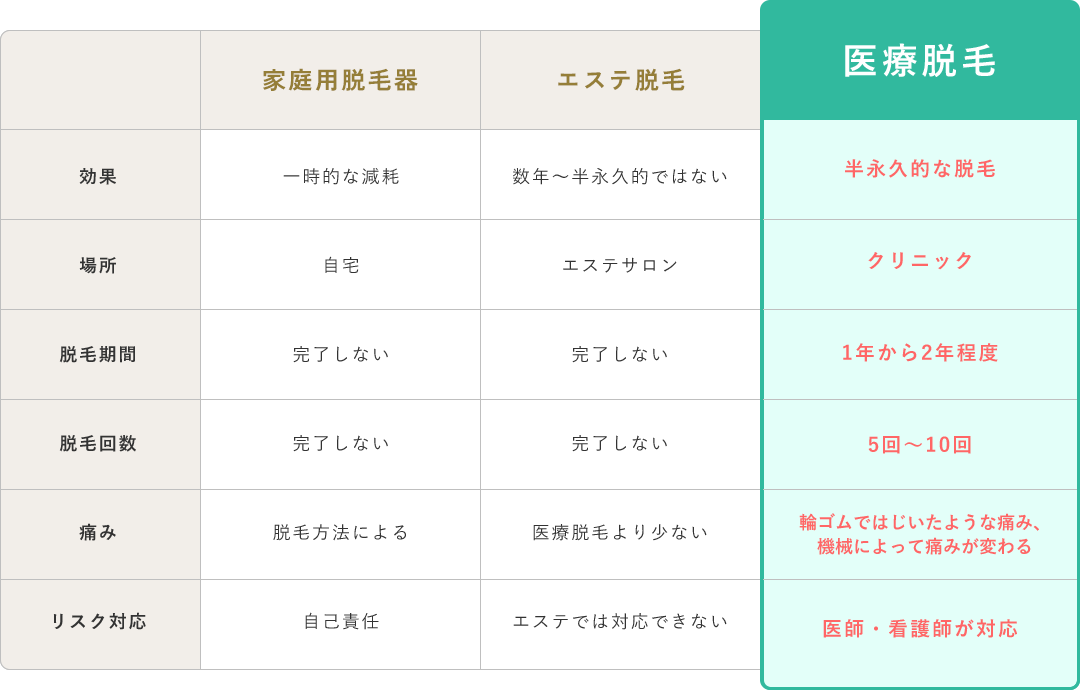 家庭用脱毛器
エステ脱毛
医療脱毛
効果
一時的な減耗
数年〜半永久的ではない
半永久的な脱毛
場所
自宅
エステサロン
クリニック
脱毛期間
完了しない
完了しない
1年から2年程度
脱毛回数
完了しない
完了しない
5回〜10回
痛み
脱毛方法による
医療脱毛より少ない
輪ゴムではじいたような痛み、
機械によって痛みが変わる
リスク対応
自己責任
エステでは対応できない
医師・看護師が対応